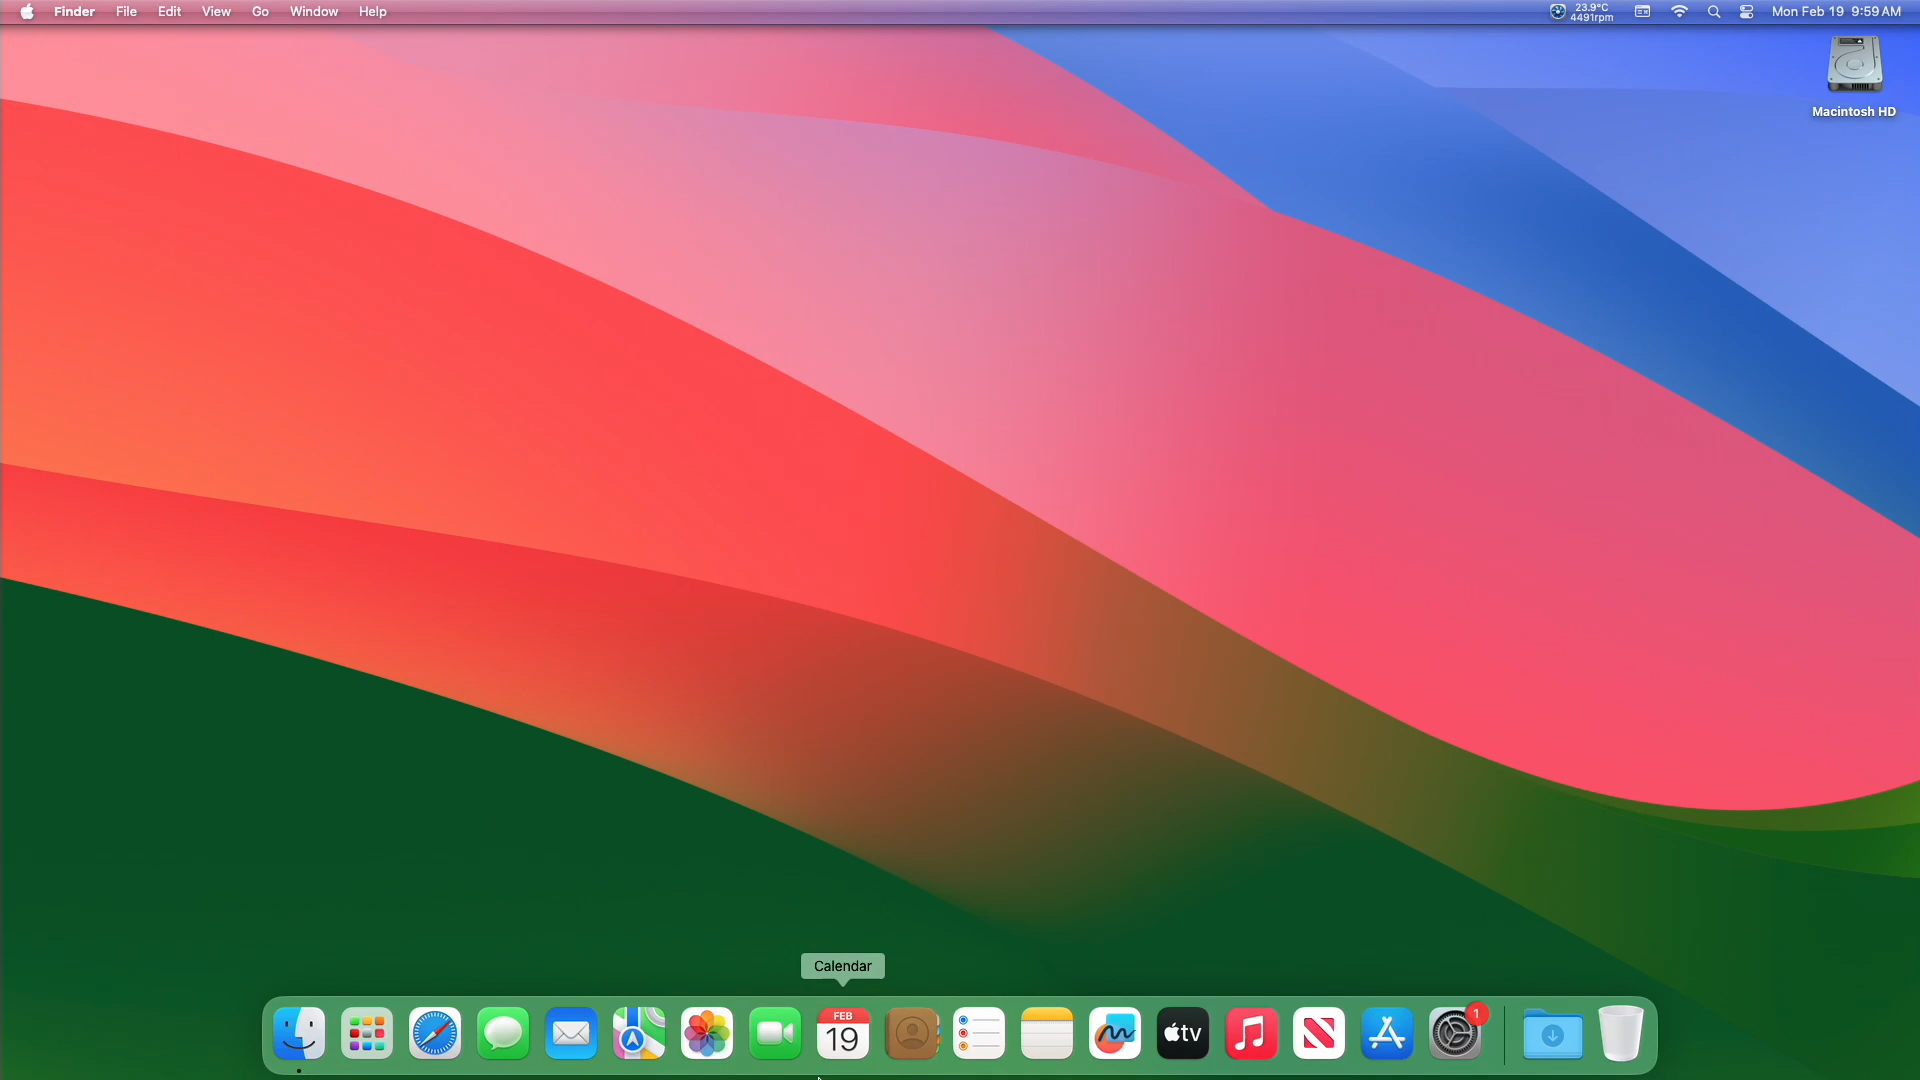 Finder File Edit View Go Window Help
23.9°C
4491rpm
Mon Feb 19 9:59 AM
Macintosh HD
Calendar
FEB
19
tv
1